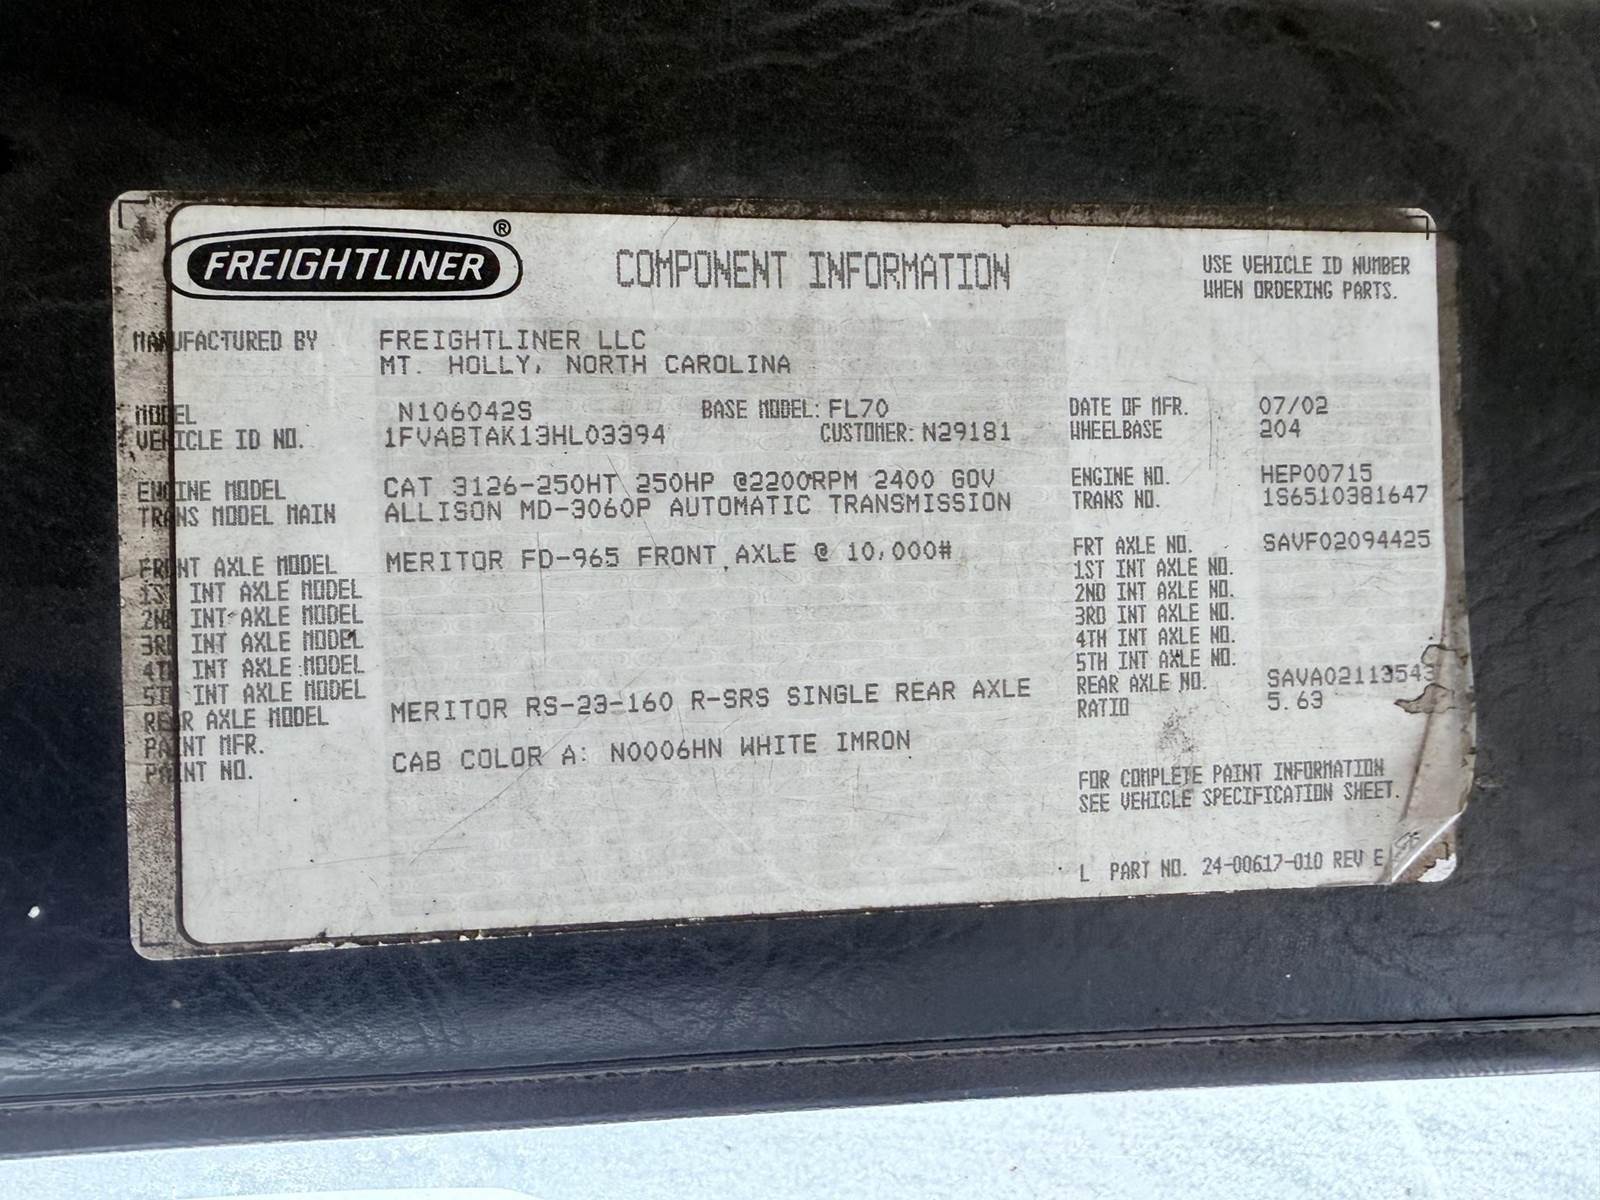 FREIGHTLINER ®
COMPONENT INFORMATION
USE VEHICLE ID NUMBER
WHEN ORDERING PARTS.
MANUFACTURED BY FREIGHTLINER LLC
MT. HOLLY, NORTH CAROLINA
MODEL N106042S BASE MODEL: FL70 DATE OF MFR. 07/02
VEHICLE ID NO. 1FVABTAK13HL03394 CUSTOMER: N29181 WHEELBASE 204
ENGINE MODEL CAT 3126-250HT 250HP @2200RPM 2400 GOV ENGINE NO. HEP00715
TRANS MODEL MAIN ALLISON MD-3060P AUTOMATIC TRANSMISSION TRANS NO. 1S6510381647
FRONT AXLE MODEL MERITOR FD-965 FRONT AXLE @ 10,000# FRT AXLE NO. SAVF02094425
1ST INT AXLE MODEL 1ST INT AXLE NO.
2ND INT AXLE MODEL 2ND INT AXLE NO.
3RD INT AXLE MODEL 3RD INT AXLE NO.
4TH INT AXLE MODEL 4TH INT AXLE NO.
5TH INT AXLE MODEL 5TH INT AXLE NO.
REAR AXLE MODEL MERITOR RS-23-160 R-SRS SINGLE REAR AXLE REAR AXLE NO. SAVA02113543
RATIO 5.63
PAINT MFR.
PAINT NO. CAB COLOR A: N0006HN WHITE IMRON
FOR COMPLETE PAINT INFORMATION
SEE VEHICLE SPECIFICATION SHEET.
L PART NO. 24-00617-010 REV E